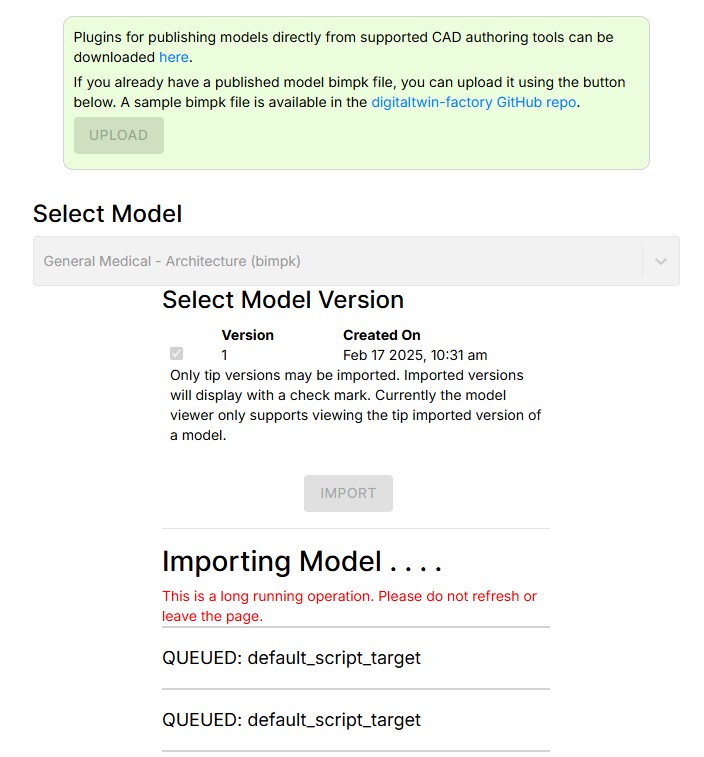 Plugins for publishing models directly from supported CAD authoring tools can be
downloaded here.
If you already have a published model bimpk file, you can upload it using the button
below. A sample bimpk file is available in the digitaltwin-factory GitHub repo.
UPLOAD
Select Model
General Medical - Architecture (bimpk)
Select Model Version
Version Created On
1 Feb 17 2025, 10:31 am
Only tip versions may be imported. Imported versions
will display with a check mark. Currently the model
viewer only supports viewing the tip imported version of
a model.
IMPORT
Importing Model . . . .
This is a long running operation. Please do not refresh or
leave the page.
QUEUED: default_script_target
QUEUED: default_script_target